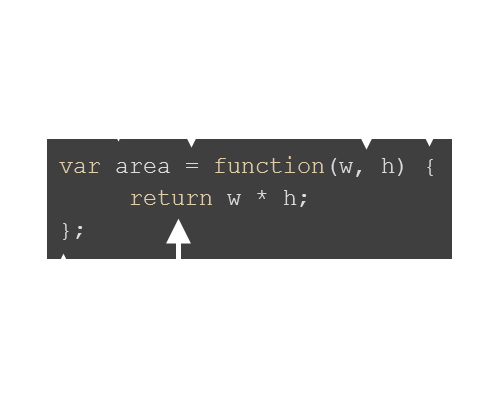 var area = function(w, h) {
return w * h;
};